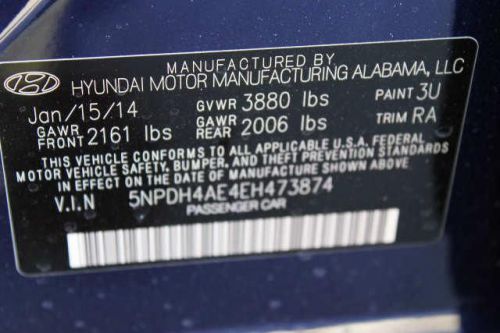 MANUFACTURED BY
HYUNDAI MOTOR MANUFACTURING ALABAMA, LLC
Jan/15/14 GVWR 3880 lbs PAINT 3U
GAWR FRONT 2161 lbs GAWR REAR 2006 lbs TRIM RA
THIS VEHICLE CONFORMS TO ALL APPLICABLE U.S.A. FEDERAL
MOTOR VEHICLE SAFETY, BUMPER, AND THEFT PREVENTION STANDARDS
IN EFFECT ON THE DATE OF MANUFACTURE SHOWN ABOVE
V.I.N 5NPDH4AE4EH473874
PASSENGER CAR